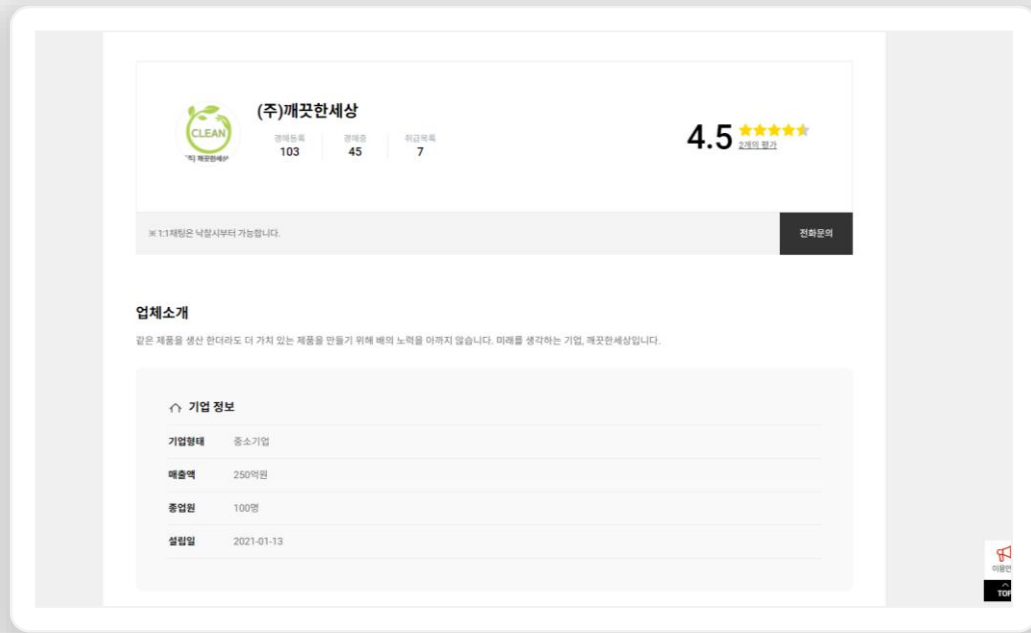 CLEAN
(주) 깨끗한세상
(주)깨끗한세상
경매등록 경매중 취급목록
103 45 7
4.5
2개의 평가
※ 1:1채팅은 낙찰시부터 가능합니다.
전화문의
업체소개
같은 제품을 생산 한더라도 더 가치 있는 제품을 만들기 위해 배의 노력을 아까지 않습니다. 미래를 생각하는 기업, 깨끗한세상입니다.
기업 정보
기업형태 중소기업
매출액 250억원
종업원 100명
설립일 2021-01-13
TOP